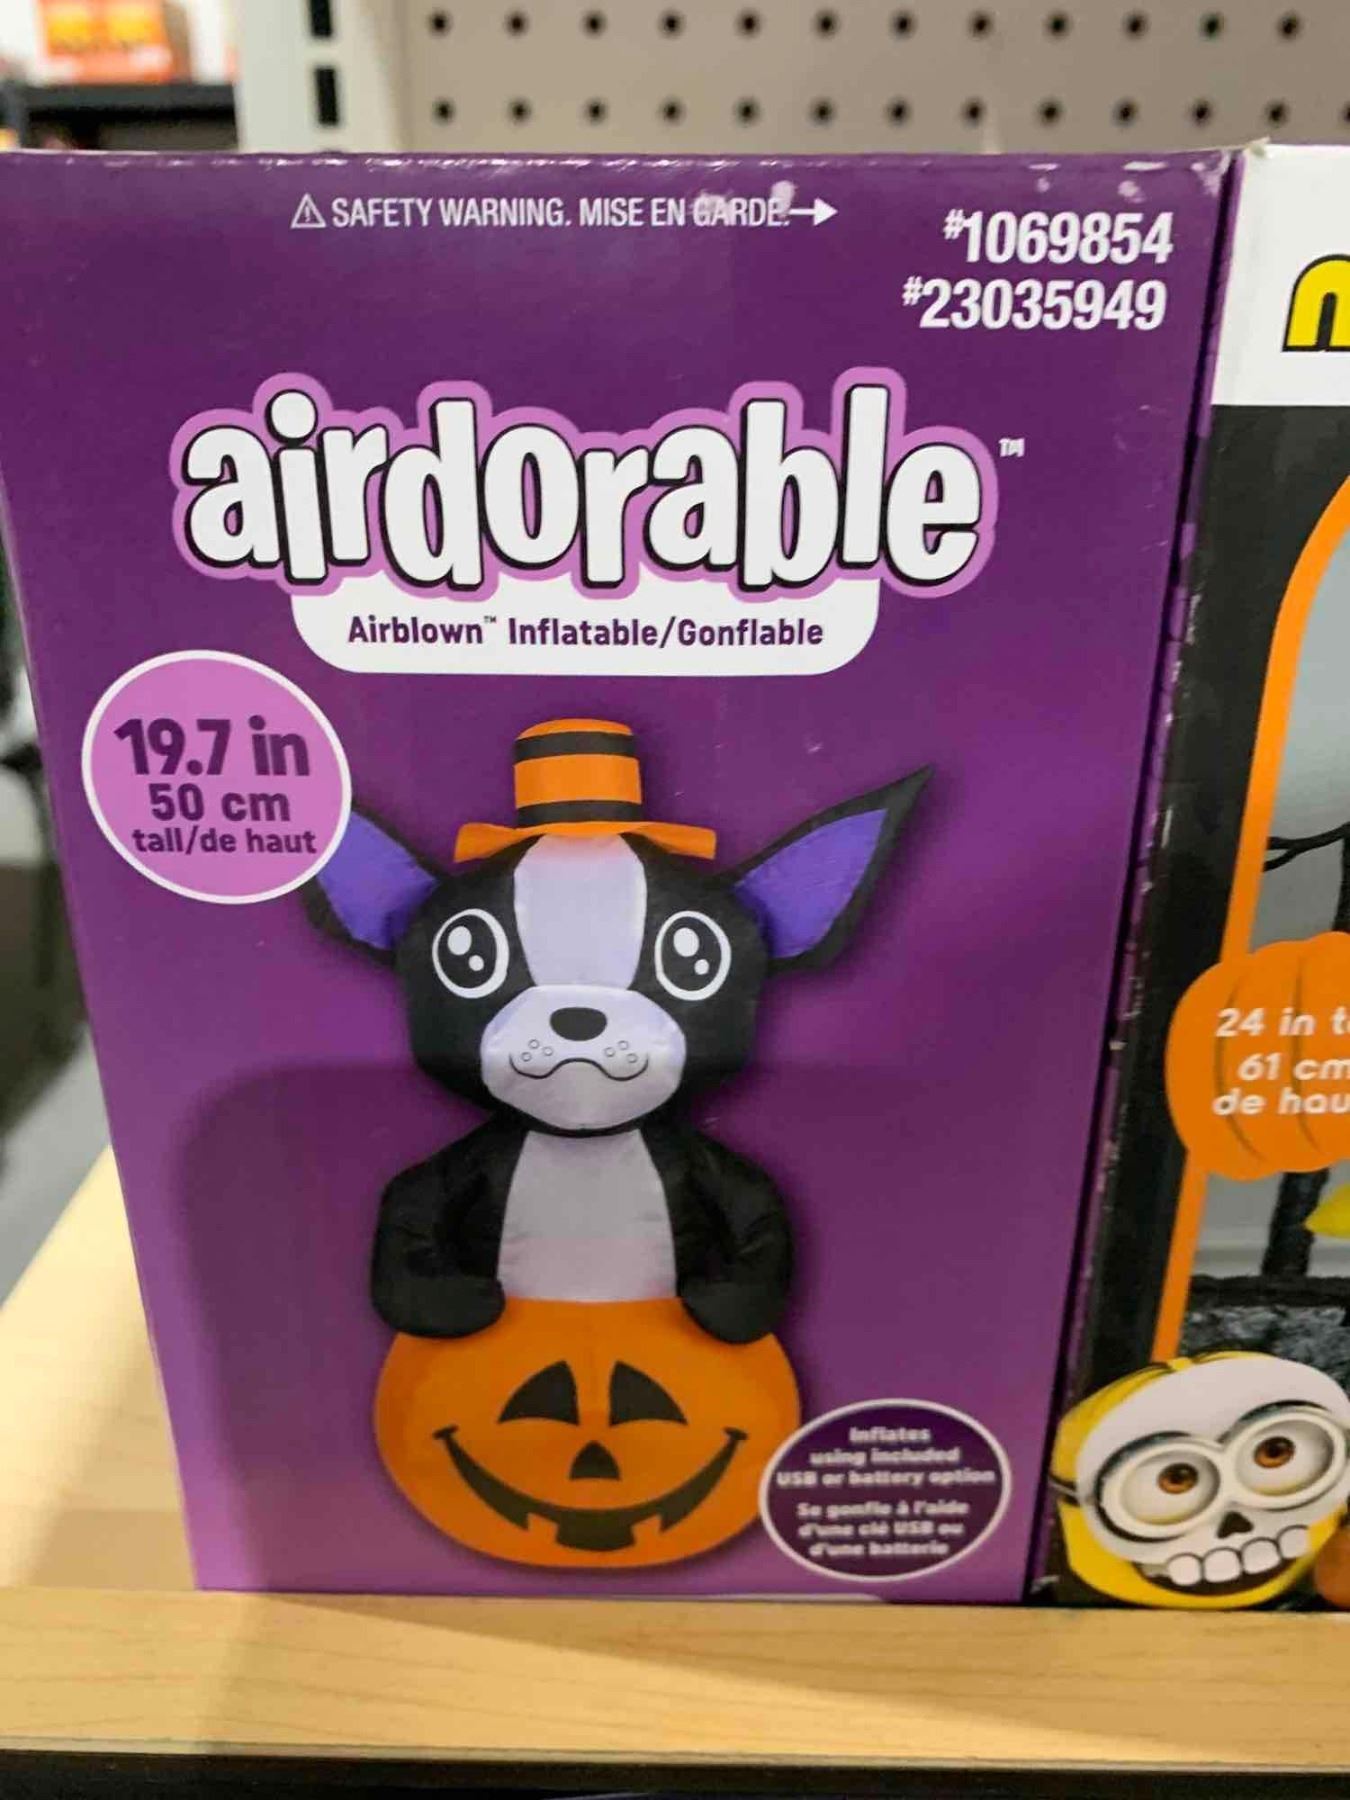 ⚠ SAFETY WARNING. MISE EN GARDE.→
#1069854
#23035949
airdorable™
Airblown™ Inflatable/Gonflable
19.7 in
50 cm
tall/de haut
Inflates
using included
USB or battery option
Se gonfle à l'aide
d'une clé USB ou
d'une batterie
24 in
61 cm
de